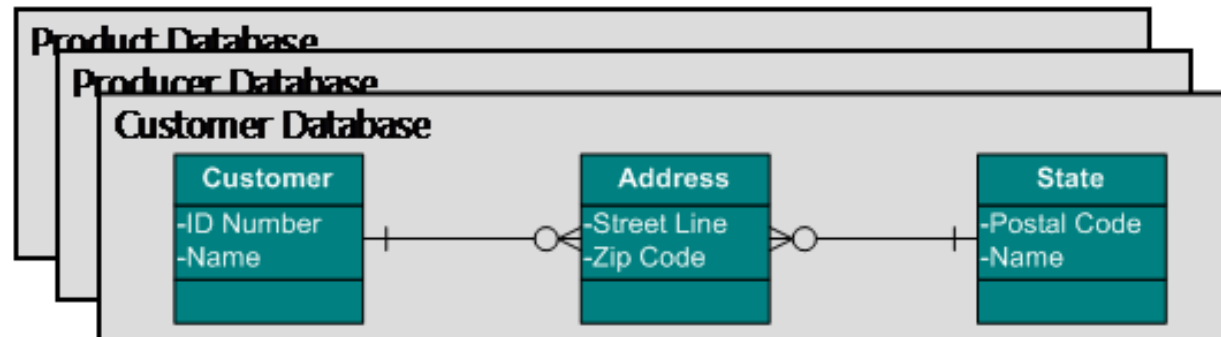 Product Database
Producer Database
Customer Database
Customer
-ID Number
-Name
Address
-Street Line
-Zip Code
State
-Postal Code
-Name